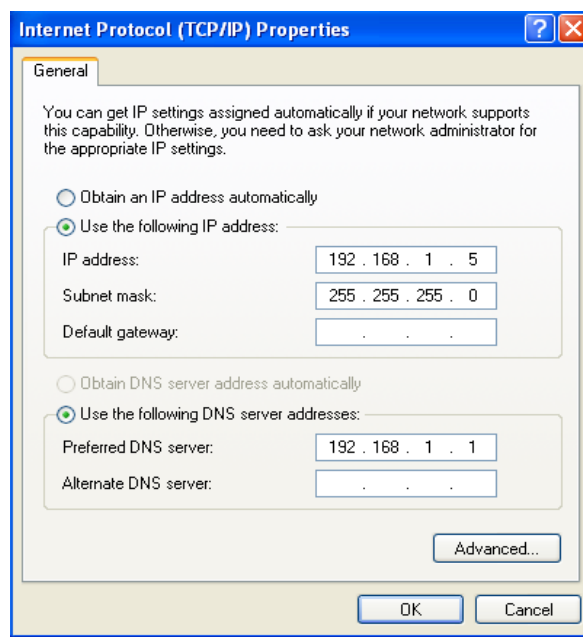 Internet Protocol (TCP/IP) Properties
General
You can get IP settings assigned automatically if your network supports
this capability. Otherwise, you need to ask your network administrator for
the appropriate IP settings.
Obtain an IP address automatically
Use the following IP address:
IP address: 192 . 168 . 1 . 5
Subnet mask: 255 . 255 . 255 . 0
Default gateway: . . .
Obtain DNS server address automatically
Use the following DNS server addresses:
Preferred DNS server: 192 . 168 . 1 . 1
Alternate DNS server: . . .
Advanced...
OK Cancel